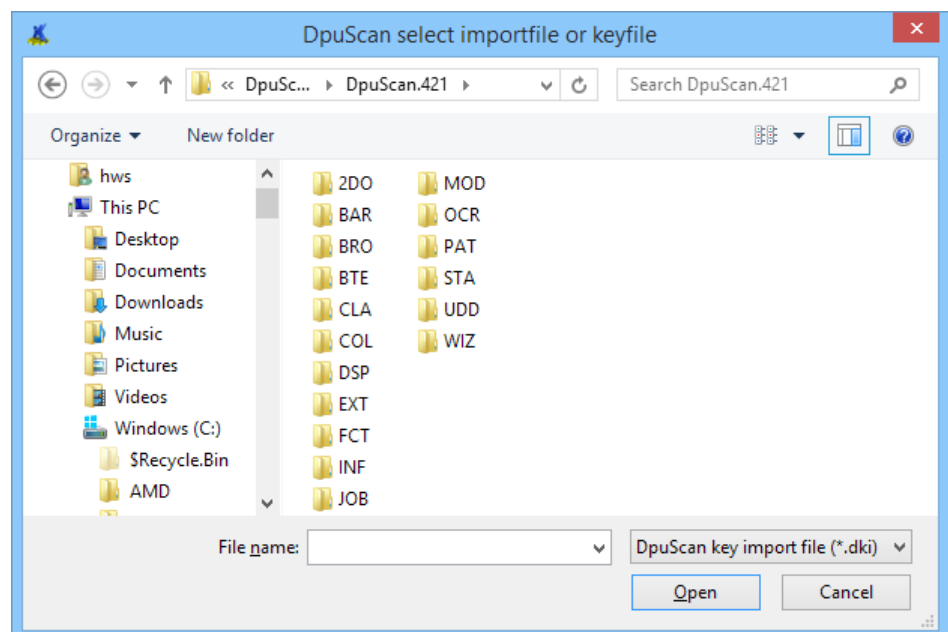 DpuScan select importfile or keyfile
« DpuSc... DpuScan.421 Search DpuScan.421
Organize New folder
hws
This PC
Desktop
Documents
Downloads
Music
Pictures
Videos
Windows (C:)
$Recycle.Bin
AMD
2DO
BAR
BRO
BTE
CLA
COL
DSP
EXT
FCT
INF
JOB
MOD
OCR
PAT
STA
UDD
WIZ
File name: DpuScan key import file (*.dki)
Open Cancel